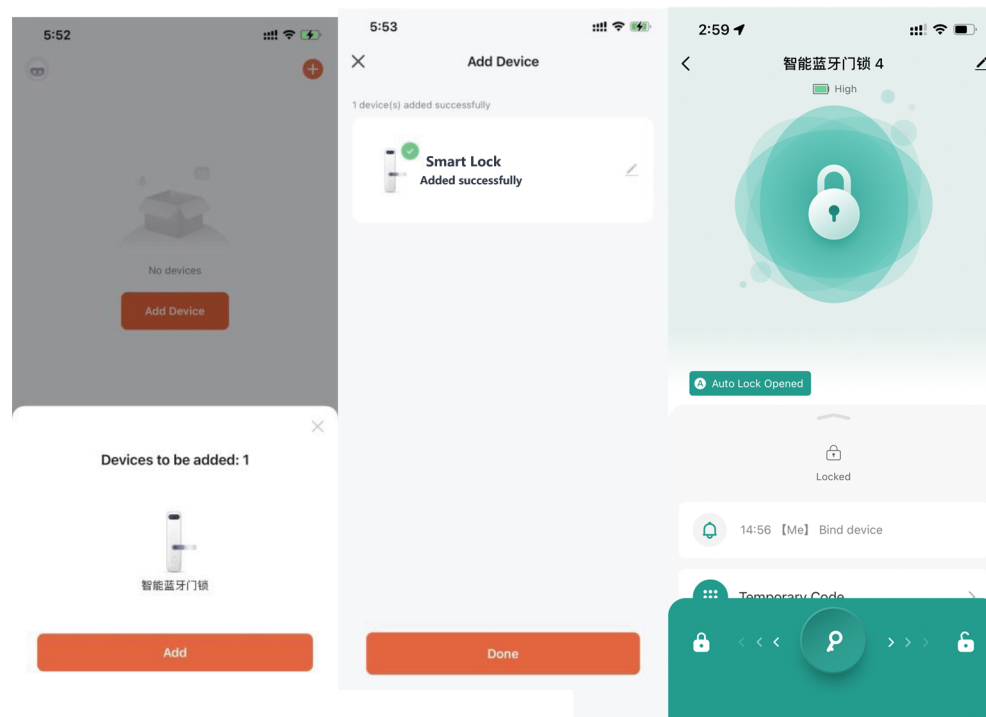 5:52
No devices
Add Device
Devices to be added: 1
智能蓝牙门锁
Add
5:53
Add Device
1 device(s) added successfully
Smart Lock
Added successfully
Done
2:59
智能蓝牙门锁 4
High
A Auto Lock Opened
Locked
14:56 【Me】 Bind device
Temporary Code